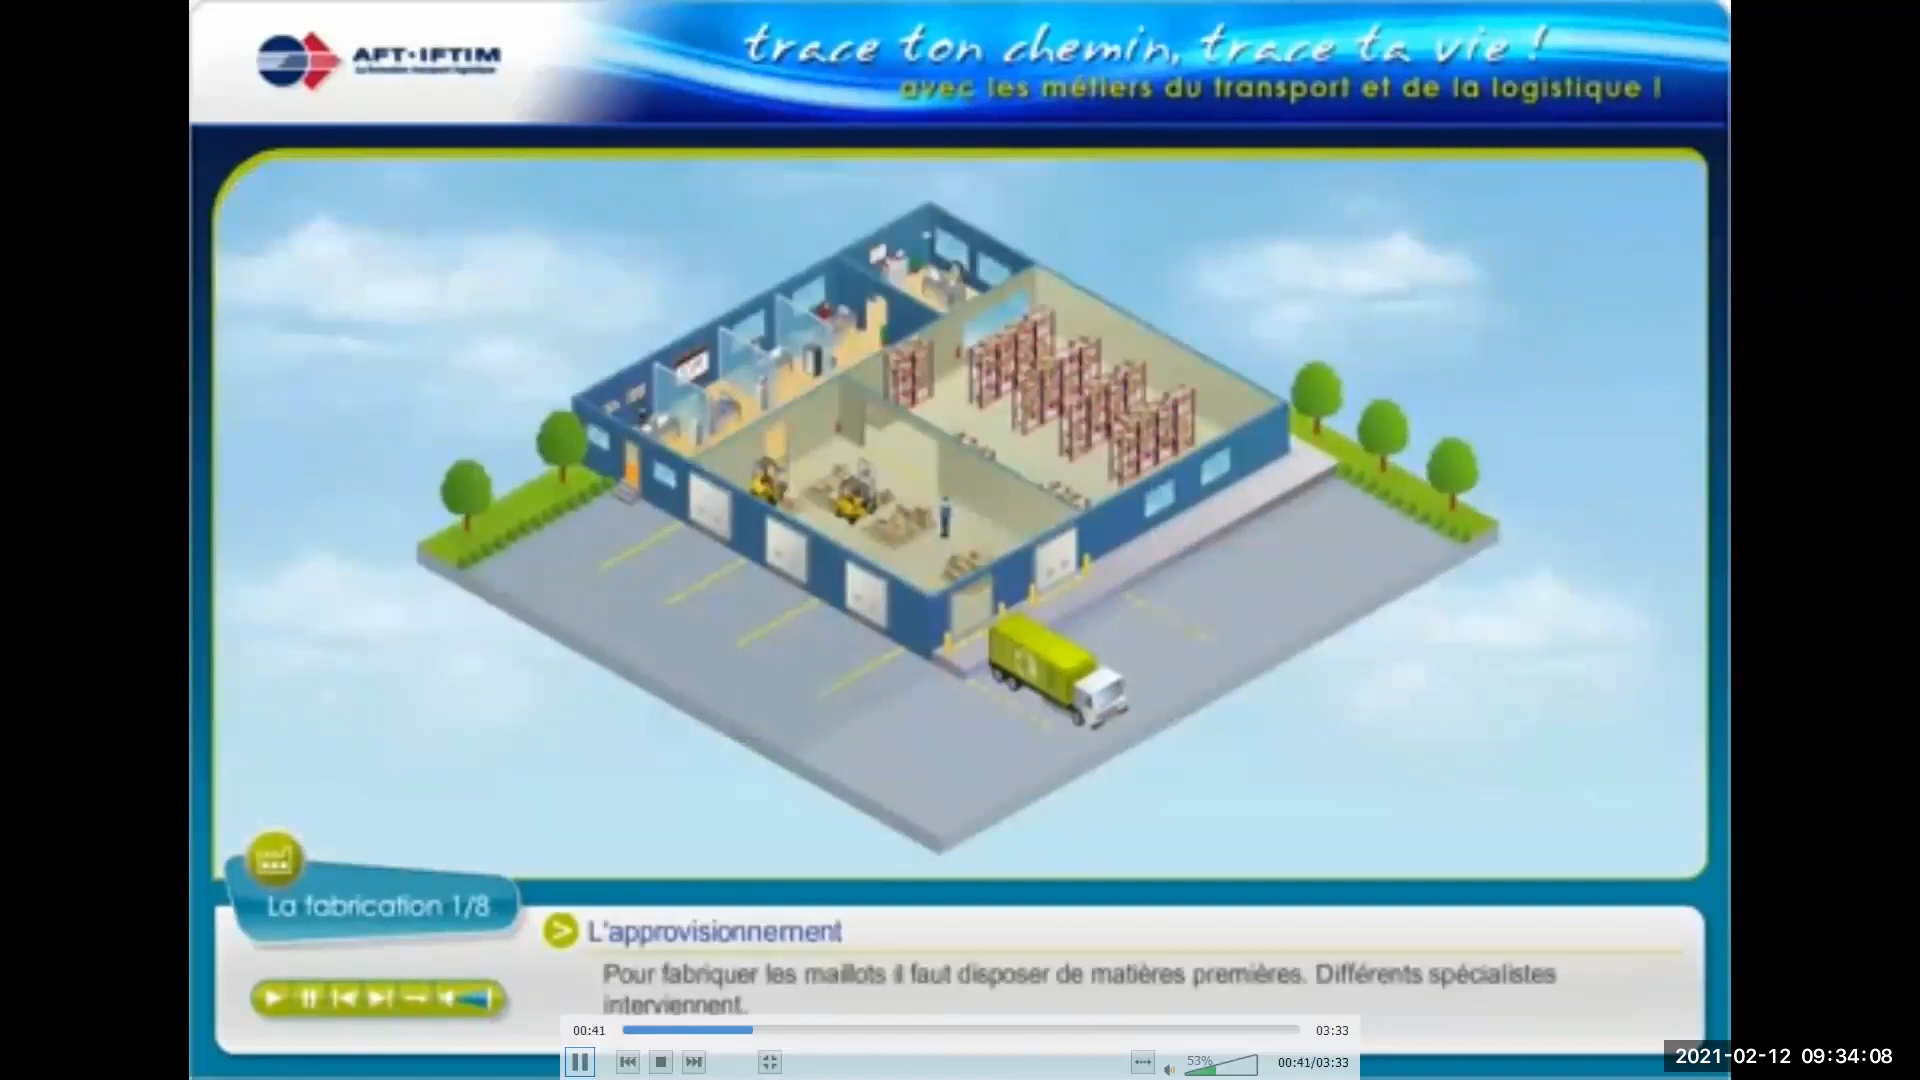 AFT·IFTIM
trace ton chemin, trace ta vie !
avec les métiers du transport et de la logistique !
La fabrication 1/8
> L'approvisionnement
Pour fabriquer les maillots il faut disposer de matières premières. Différents spécialistes
interviennent.
00:41
03:33
53%
00:41/03:33
2021-02-12 09:34:08